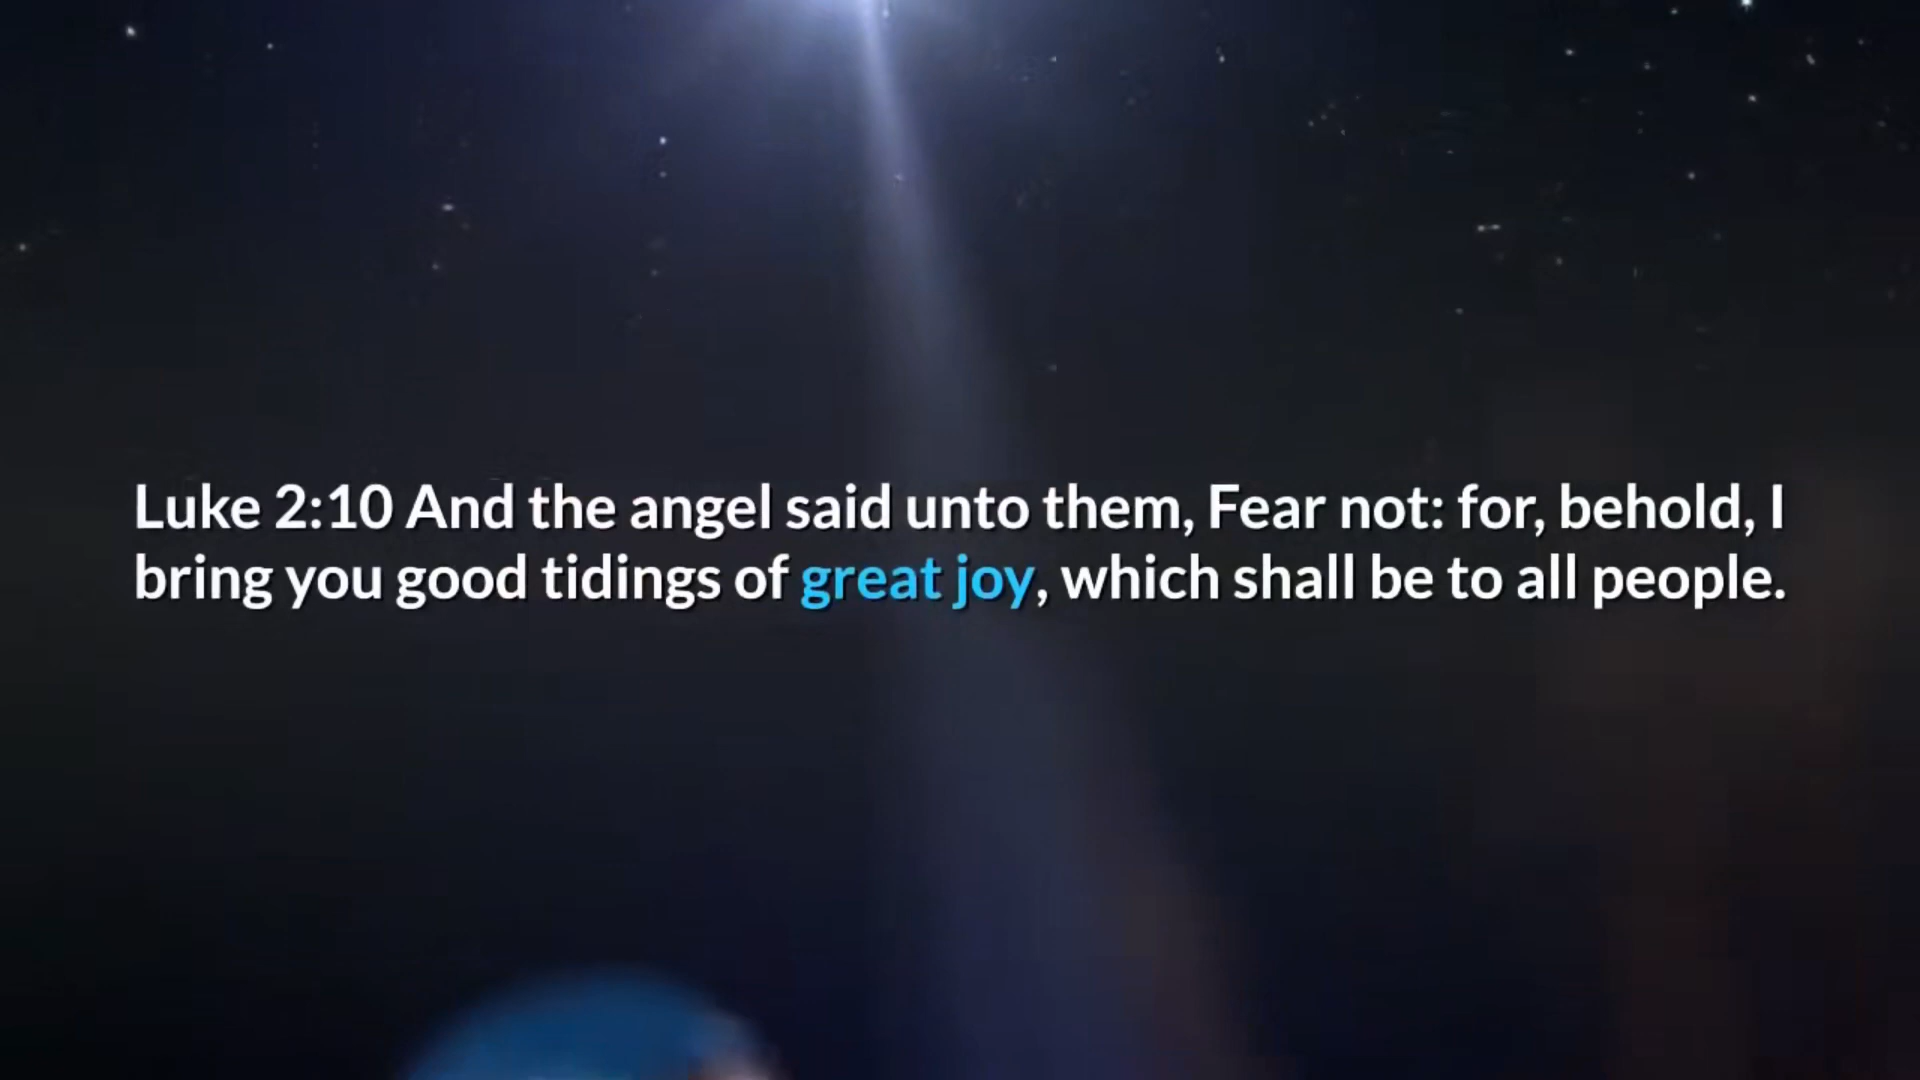 Luke 2:10 And the angel said unto them, Fear not: for, behold, I
bring you good tidings of great joy, which shall be to all people.